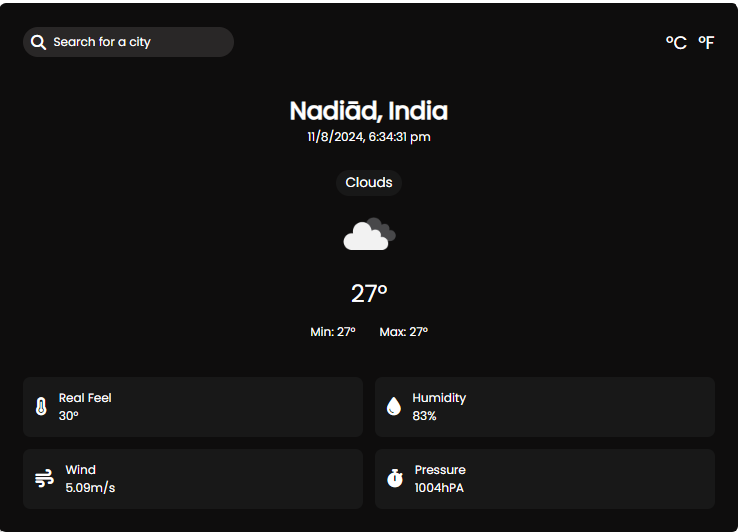 Search for a city
°C °F
Nadiād, India
11/8/2024, 6:34:31 pm
Clouds
27°
Min: 27° Max: 27°
Real Feel
30°
Humidity
83%
Wind
5.09m/s
Pressure
1004hPA